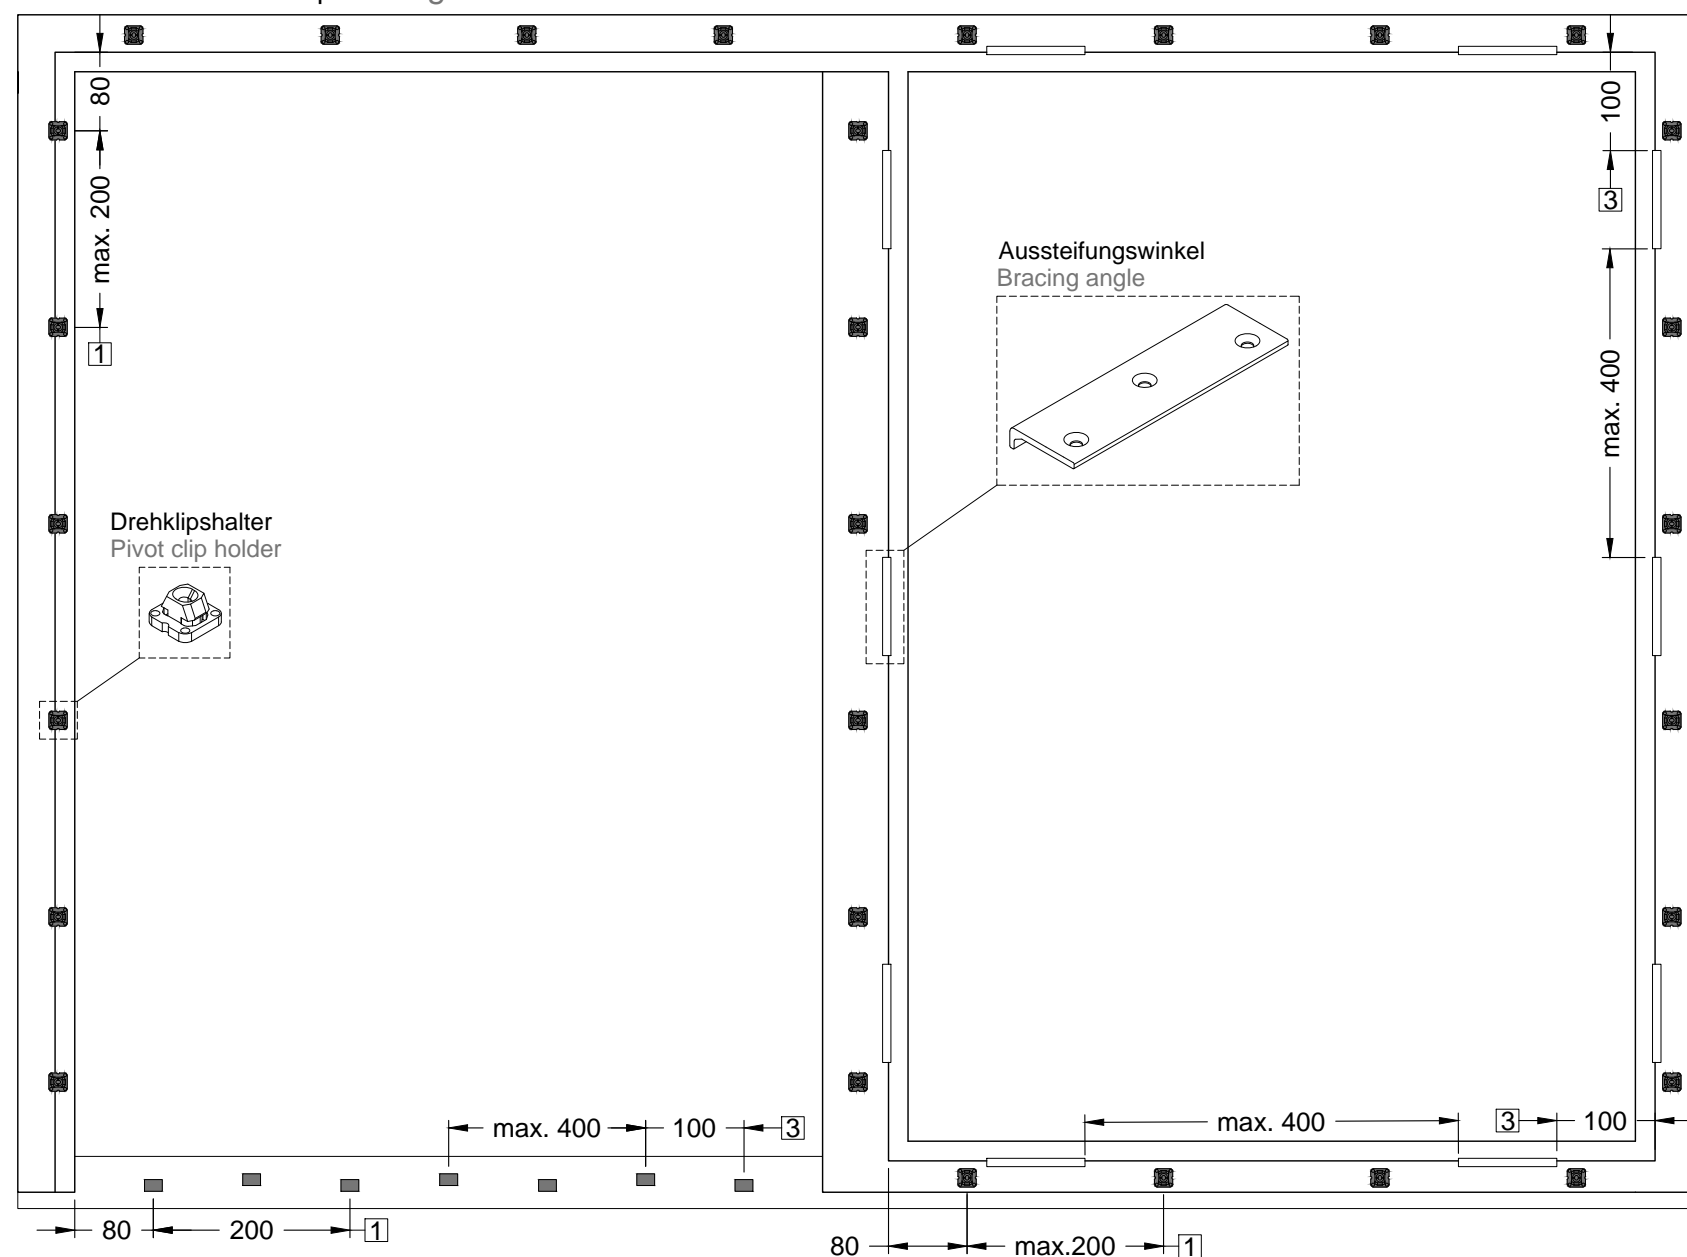 80
100
max. 200
3
Aussteifungswinkel
Bracing angle
1
max. 400
Drehklipshalter
Pivot clip holder
max. 400 100 3
max. 400 3 100
80 200 1
80 max.200 1